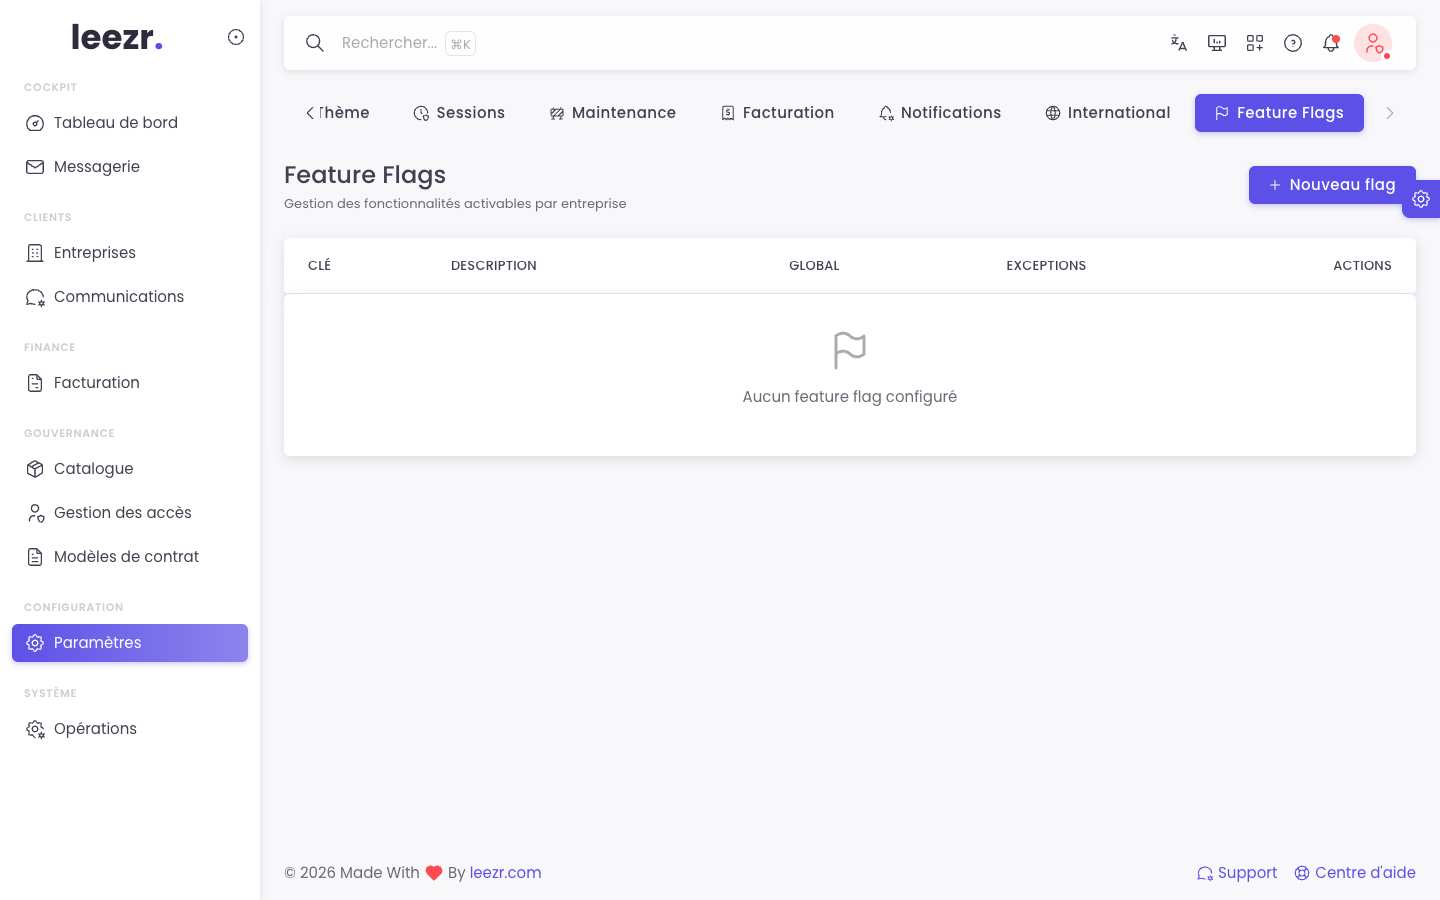 leezr.
COCKPIT
Tableau de bord
Messagerie
CLIENTS
Entreprises
Communications
FINANCE
Facturation
GOUVERNANCE
Catalogue
Gestion des accès
Modèles de contrat
CONFIGURATION
Paramètres
SYSTÈME
Opérations
Rechercher... ⌘K
Thème Sessions Maintenance Facturation Notifications International Feature Flags
Feature Flags
Gestion des fonctionnalités activables par entreprise
Nouveau flag
CLÉ DESCRIPTION GLOBAL EXCEPTIONS ACTIONS
Aucun feature flag configuré
© 2026 Made With By leezr.com
Support Centre d'aide